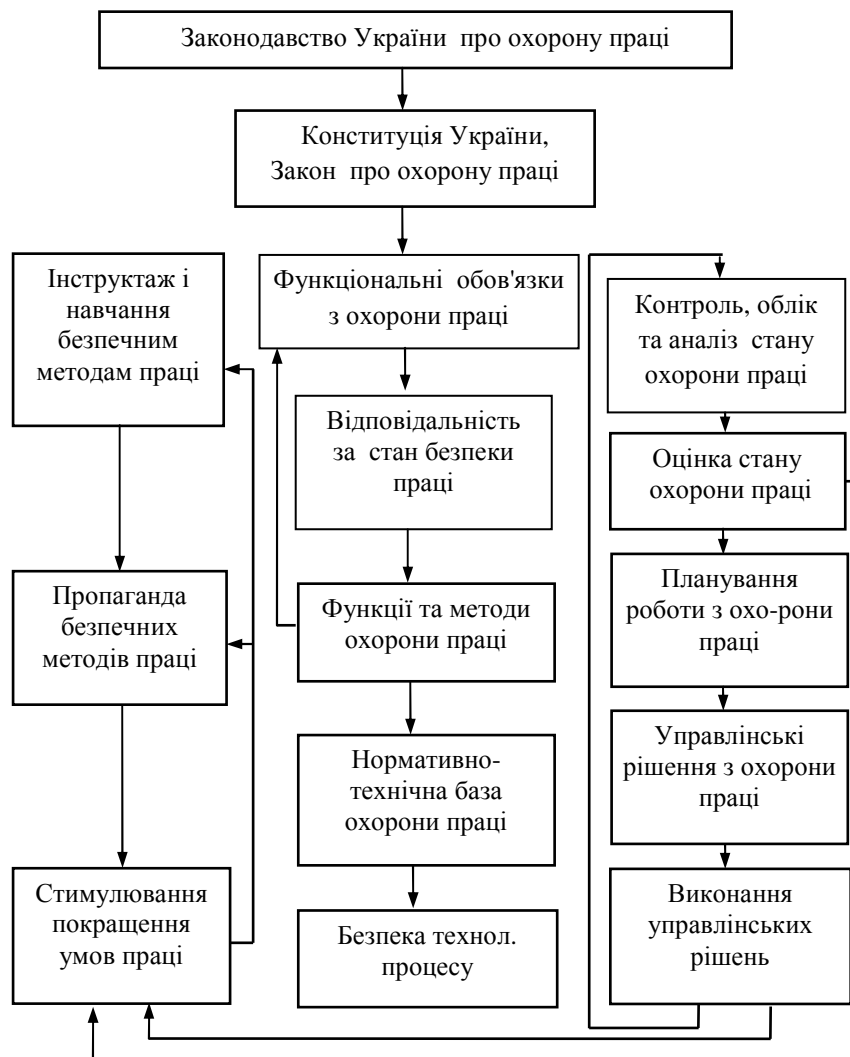 Законодавство України про охорону праці
Конституція України,
Закон про охорону праці
Інструктаж і
навчання
безпечним
методам праці
Пропаганда
безпечних
методів праці
Стимулювання
покращення
умов праці
Функціональні обов'язки
з охорони праці
Відповідальність
за стан безпеки
праці
Функції та методи
охорони праці
Нормативно-
технічна база
охорони праці
Безпека технол.
процесу
Контроль, облік
та аналіз стану
охорони праці
Оцінка стану
охорони праці
Планування
роботи з охо-рони
праці
Управлінські
рішення з охорони
праці
Виконання
управлінських
рішень